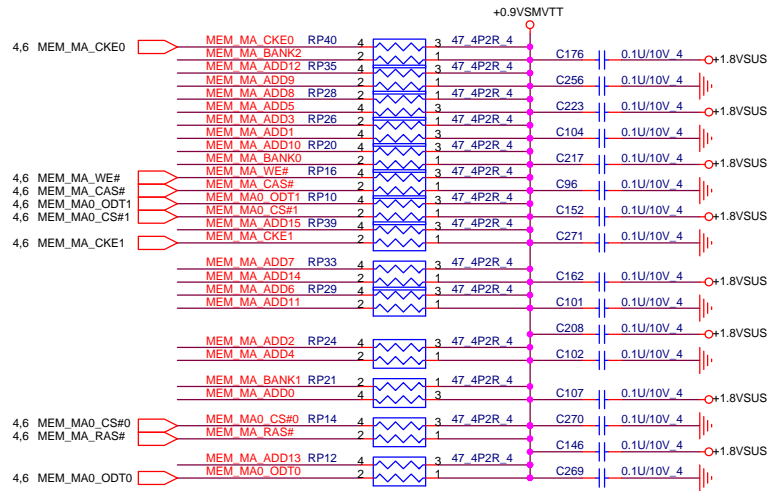 +0.9VSMVTT
4,6 MEM_MA_CKE0 MEM_MA_CKE0 RP40 4 3 47_4P2R_4
MEM_MA_BANK2 2 1 C176 0.1U/10V_4 +1.8VSUS
MEM_MA_ADD12 RP35 4 3 47_4P2R_4
MEM_MA_ADD9 2 1 C256 0.1U/10V_4
MEM_MA_ADD8 RP28 2 1 47_4P2R_4
MEM_MA_ADD5 4 3 C223 0.1U/10V_4 +1.8VSUS
MEM_MA_ADD3 RP26 2 1 47_4P2R_4
MEM_MA_ADD1 4 3 C104 0.1U/10V_4
MEM_MA_ADD10 RP20 4 3 47_4P2R_4
MEM_MA_BANK0 2 1 C217 0.1U/10V_4 +1.8VSUS
4,6 MEM_MA_WE# MEM_MA_WE# RP16 4 3 47_4P2R_4
4,6 MEM_MA_CAS# MEM_MA_CAS# 2 1 C96 0.1U/10V_4
4,6 MEM_MA0_ODT1 MEM_MA0_ODT1 RP10 4 3 47_4P2R_4
4,6 MEM_MA0_CS#1 MEM_MA0_CS#1 2 1 C152 0.1U/10V_4 +1.8VSUS
MEM_MA_ADD15 RP39 4 3 47_4P2R_4
4,6 MEM_MA_CKE1 MEM_MA_CKE1 2 1 C271 0.1U/10V_4
MEM_MA_ADD7 RP33 4 3 47_4P2R_4
MEM_MA_ADD14 2 1 C162 0.1U/10V_4 +1.8VSUS
MEM_MA_ADD6 RP29 4 3 47_4P2R_4
MEM_MA_ADD11 2 1 C101 0.1U/10V_4
C208 0.1U/10V_4 +1.8VSUS
MEM_MA_ADD2 RP24 4 3 47_4P2R_4
MEM_MA_ADD4 2 1 C102 0.1U/10V_4
MEM_MA_BANK1 RP21 2 1 47_4P2R_4
MEM_MA_ADD0 4 3 C107 0.1U/10V_4 +1.8VSUS
4,6 MEM_MA0_CS#0 MEM_MA0_CS#0 RP14 4 3 47_4P2R_4 C270 0.1U/10V_4
4,6 MEM_MA_RAS# MEM_MA_RAS# 2 1
C146 0.1U/10V_4 +1.8VSUS
MEM_MA_ADD13 RP12 4 3 47_4P2R_4
4,6 MEM_MA0_ODT0 MEM_MA0_ODT0 2 1 C269 0.1U/10V_4